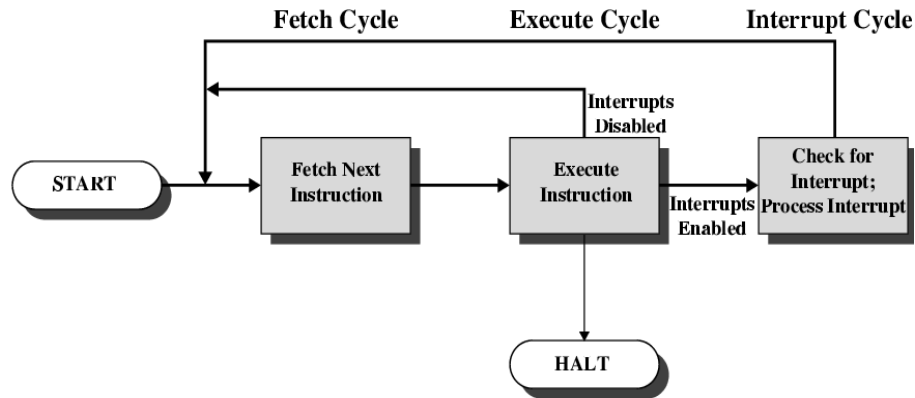 Fetch Cycle
Execute Cycle
Interrupt Cycle
Interrupts
Disabled
START
Fetch Next
Instruction
Execute
Instruction
Interrupts
Enabled
Check for
Interrupt;
Process Interrupt
HALT